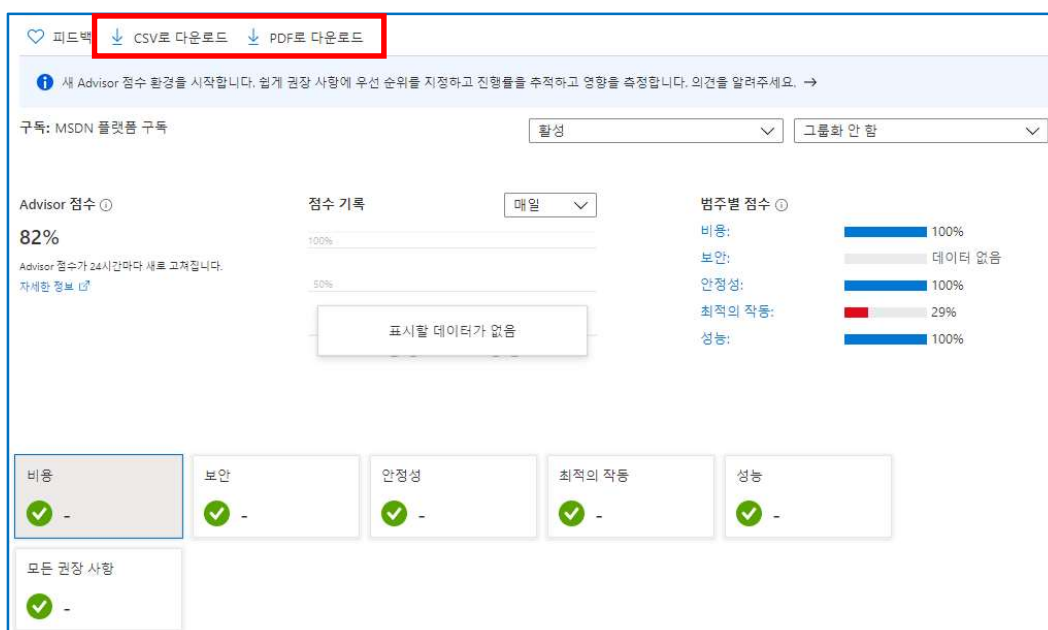 피드백 CSV로 다운로드 PDF로 다운로드
새 Advisor 점수 환경을 시작합니다. 쉽게 권장 사항에 우선 순위를 지정하고 진행률을 추적하고 영향을 측정합니다. 의견을 알려주세요. →
구독: MSDN 플랫폼 구독 활성 그룹화 안 함
Advisor 점수 점수 기록 매일 범주별 점수
82%
Advisor 점수가 24시간마다 새로 고쳐집니다.
자세한 정보
100%
50%
표시할 데이터가 없음
비용: 100%
보안: 데이터 없음
안정성: 100%
최적의 작동: 29%
성능: 100%
비용 보안 안정성 최적의 작동 성능
- - - - -
모든 권장 사항
-